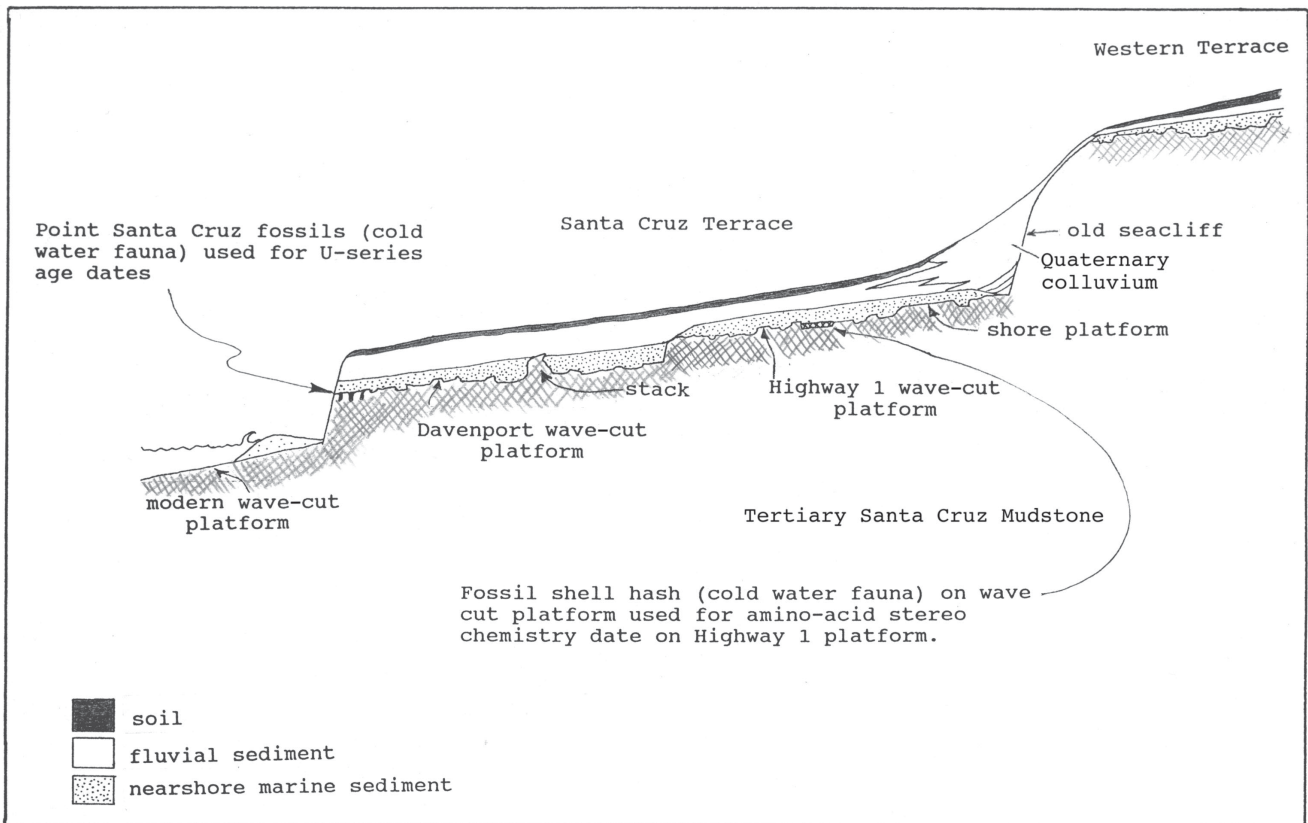 Western Terrace
Point Santa Cruz fossils (cold
water fauna) used for U-series
age dates
Santa Cruz Terrace
old seacliff
Quaternary
colluvium
shore platform
stack
Highway 1 wave-cut
platform
Davenport wave-cut
platform
modern wave-cut
platform
Tertiary Santa Cruz Mudstone
Fossil shell hash (cold water fauna) on wave
cut platform used for amino-acid stereo
chemistry date on Highway 1 platform.
soil
fluvial sediment
nearshore marine sediment